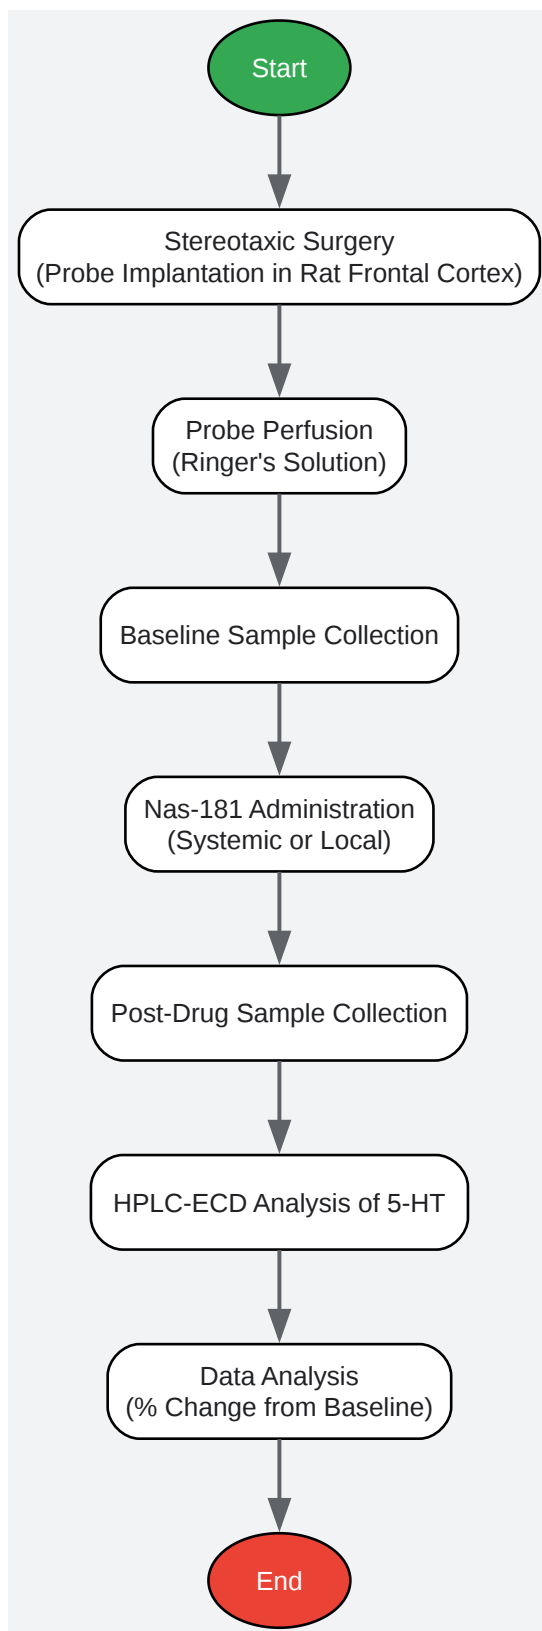 Start
Stereotaxic Surgery
(Probe Implantation in Rat Frontal Cortex)
Probe Perfusion
(Ringer's Solution)
Baseline Sample Collection
Nas-181 Administration
(Systemic or Local)
Post-Drug Sample Collection
HPLC-ECD Analysis of 5-HT
Data Analysis
(% Change from Baseline)
End